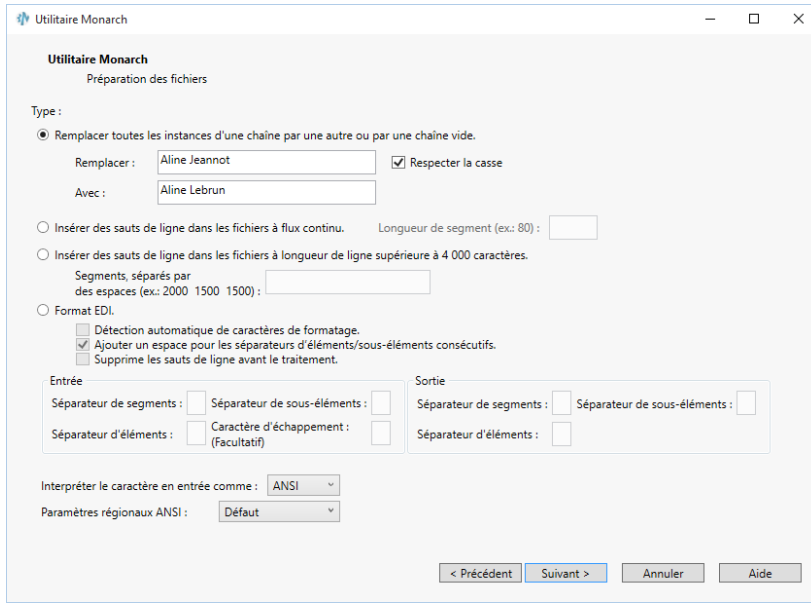 Utilitaire Monarch
Utilitaire Monarch
Préparation des fichiers
Type :
Remplacer toutes les instances d'une chaîne par une autre ou par une chaîne vide.
Remplacer : Aline Jeannot Respecter la casse
Avec : Aline Lebrun
Insérer des sauts de ligne dans les fichiers à flux continu. Longueur de segment (ex.: 80) :
Insérer des sauts de ligne dans les fichiers à longueur de ligne supérieure à 4 000 caractères.
Segments, séparés par
des espaces (ex.: 2000 1500 1500) :
Format EDI.
Détection automatique de caractères de formatage.
Ajouter un espace pour les séparateurs d'éléments/sous-éléments consécutifs.
Supprime les sauts de ligne avant le traitement.
Entrée Sortie
Séparateur de segments : Séparateur de sous-éléments : Séparateur de segments : Séparateur de sous-éléments :
Séparateur d'éléments : Caractère d'échappement : Séparateur d'éléments :
(Facultatif)
Interpréter le caractère en entrée comme : ANSI
Paramètres régionaux ANSI : Défaut
< Précédent Suivant > Annuler Aide